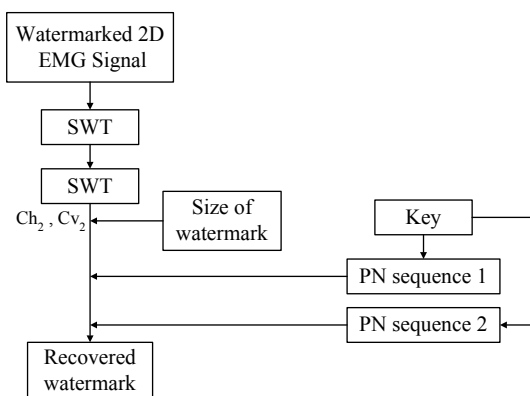 Watermarked 2D
EMG Signal
SWT
SWT
Ch₂ , Cv₂
Size of
watermark
Key
PN sequence 1
PN sequence 2
Recovered
watermark